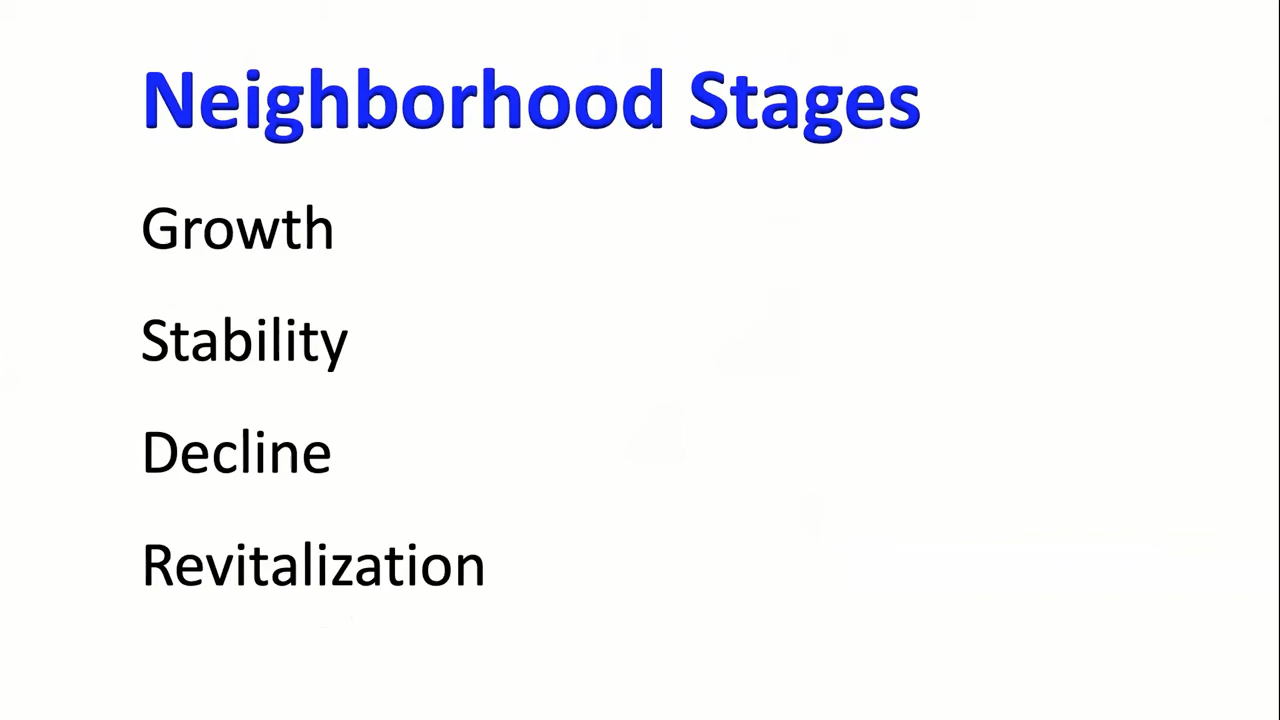 Neighborhood Stages
Growth
Stability
Decline
Revitalization